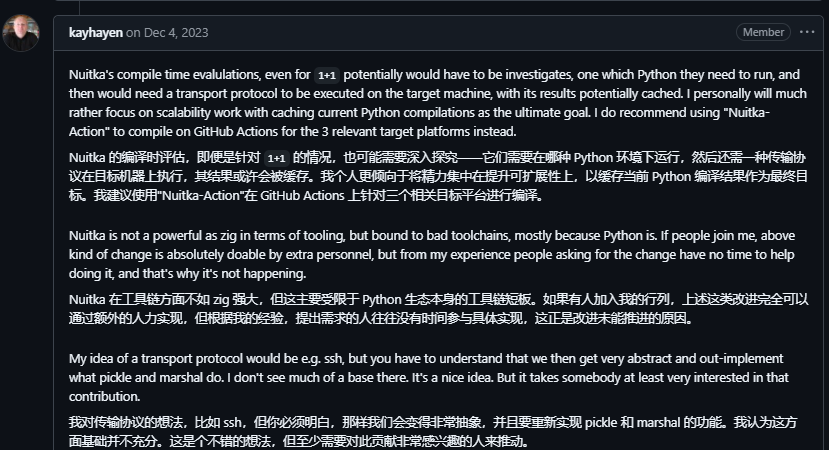 kayhayen on Dec 4, 2023
Member
Nuitka's compile time evalulations, even for 1+1 potentially would have to be investigates, one which Python they need to run, and
then would need a transport protocol to be executed on the target machine, with its results potentially cached. I personally will much
rather focus on scalability work with caching current Python compilations as the ultimate goal. I do recommend using "Nuitka-
Action" to compile on GitHub Actions for the 3 relevant target platforms instead.
Nuitka 的编译时评估，即便是针对 1+1 的情况，也可能需要深入探究——它们需要在哪种 Python 环境下运行，然后还需一种传输协
议在目标机器上执行，其结果或许会被缓存。我个人更倾向于将精力集中在提升可扩展性上，以缓存当前 Python 编译结果作为最终目
标。我建议使用"Nuitka-Action"在 GitHub Actions 上针对三个相关目标平台进行编译。
Nuitka is not a powerful as zig in terms of tooling, but bound to bad toolchains, mostly because Python is. If people join me, above
kind of change is absolutely doable by extra personnel, but from my experience people asking for the change have no time to help
doing it, and that's why it's not happening.
Nuitka 在工具链方面不如 zig 强大，但这主要受限于 Python 生态本身的工具链短板。如果有人加入我的行列，上述这类改进完全可以
通过额外的人力实现，但根据我的经验，提出需求的人往往没有时间参与具体实现，这正是改进未能推进的原因。
My idea of a transport protocol would be e.g. ssh, but you have to understand that we then get very abstract and out-implement
what pickle and marshal do. I don't see much of a base there. It's a nice idea. But it takes somebody at least very interested in that
contribution.
我对传输协议的想法，比如 ssh，但你必须明白，那样我们会变得非常抽象，并且要重新实现 pickle 和 marshal 的功能。我认为这方
面基础并不充分。这是个不错的想法，但至少需要对此贡献非常感兴趣的人来推动。